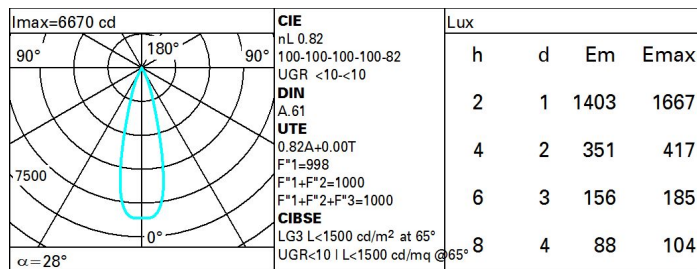 Imax=6670 cd
90° 180° 90°
7500
0°
α=28°
CIE
nL 0.82
100-100-100-100-82
UGR <10-<10
DIN
A.61
UTE
0.82A+0.00T
F"1=998
F"1+F"2=1000
F"1+F"2+F"3=1000
CIBSE
LG3 L<1500 cd/m² at 65°
UGR<10 | L<1500 cd/mq @65°
Lux
h d Em Emax
2 1 1403 1667
4 2 351 417
6 3 156 185
8 4 88 104